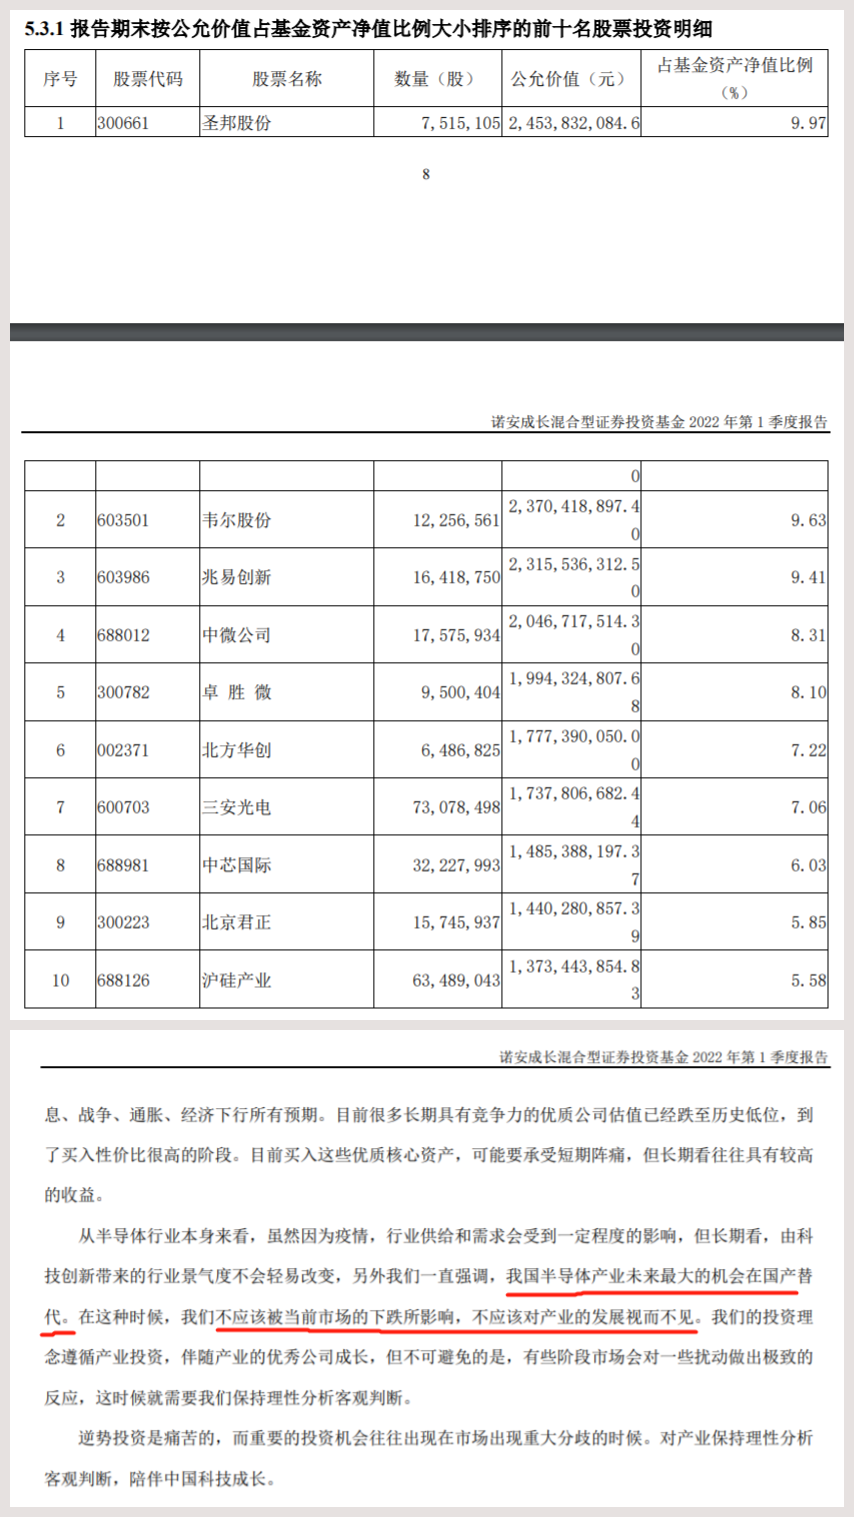 5.3.1 报告期末按公允价值占基金资产净值比例大小排序的前十名股票投资明细
序号 股票代码 股票名称 数量（股） 公允价值（元） 占基金资产净值比例
（%）
1 300661 圣邦股份 7,515,105 2,453,832,084.6 9.97
8
诺安成长混合型证券投资基金 2022 年第 1 季度报告
0
2 603501 韦尔股份 12,256,561 2,370,418,897.4 9.63
0
3 603986 兆易创新 16,418,750 2,315,536,312.5 9.41
0
4 688012 中微公司 17,575,934 2,046,717,514.3 8.31
0
5 300782 卓 胜 微 9,500,404 1,994,324,807.6 8.10
8
6 002371 北方华创 6,486,825 1,777,390,050.0 7.22
0
7 600703 三安光电 73,078,498 1,737,806,682.4 7.06
4
8 688981 中芯国际 32,227,993 1,485,388,197.3 6.03
7
9 300223 北京君正 15,745,937 1,440,280,857.3 5.85
9
10 688126 沪硅产业 63,489,043 1,373,443,854.8 5.58
3
诺安成长混合型证券投资基金 2022 年第 1 季度报告
息、战争、通胀、经济下行所有预期。目前很多长期具有竞争力的优质公司估值已经跌至历史低位，到
了买入性价比很高的阶段。目前买入这些优质核心资产，可能要承受短期阵痛，但长期看往往具有较高
的收益。
从半导体行业本身来看，虽然因为疫情，行业供给和需求会受到一定程度的影响，但长期看，由科
技创新带来的行业景气度不会轻易改变，另外我们一直强调，我国半导体产业未来最大的机会在国产替
代。在这种时候，我们不应该被当前市场的下跌所影响，不应该对产业的发展视而不见。我们的投资理
念遵循产业投资，伴随产业的优秀公司成长，但不可避免的是，有些阶段市场会对一些扰动做出极致的
反应，这时候就需要我们保持理性分析客观判断。
逆势投资是痛苦的，而重要的投资机会往往出现在市场出现重大分歧的时候。对产业保持理性分析
客观判断，陪伴中国科技成长。